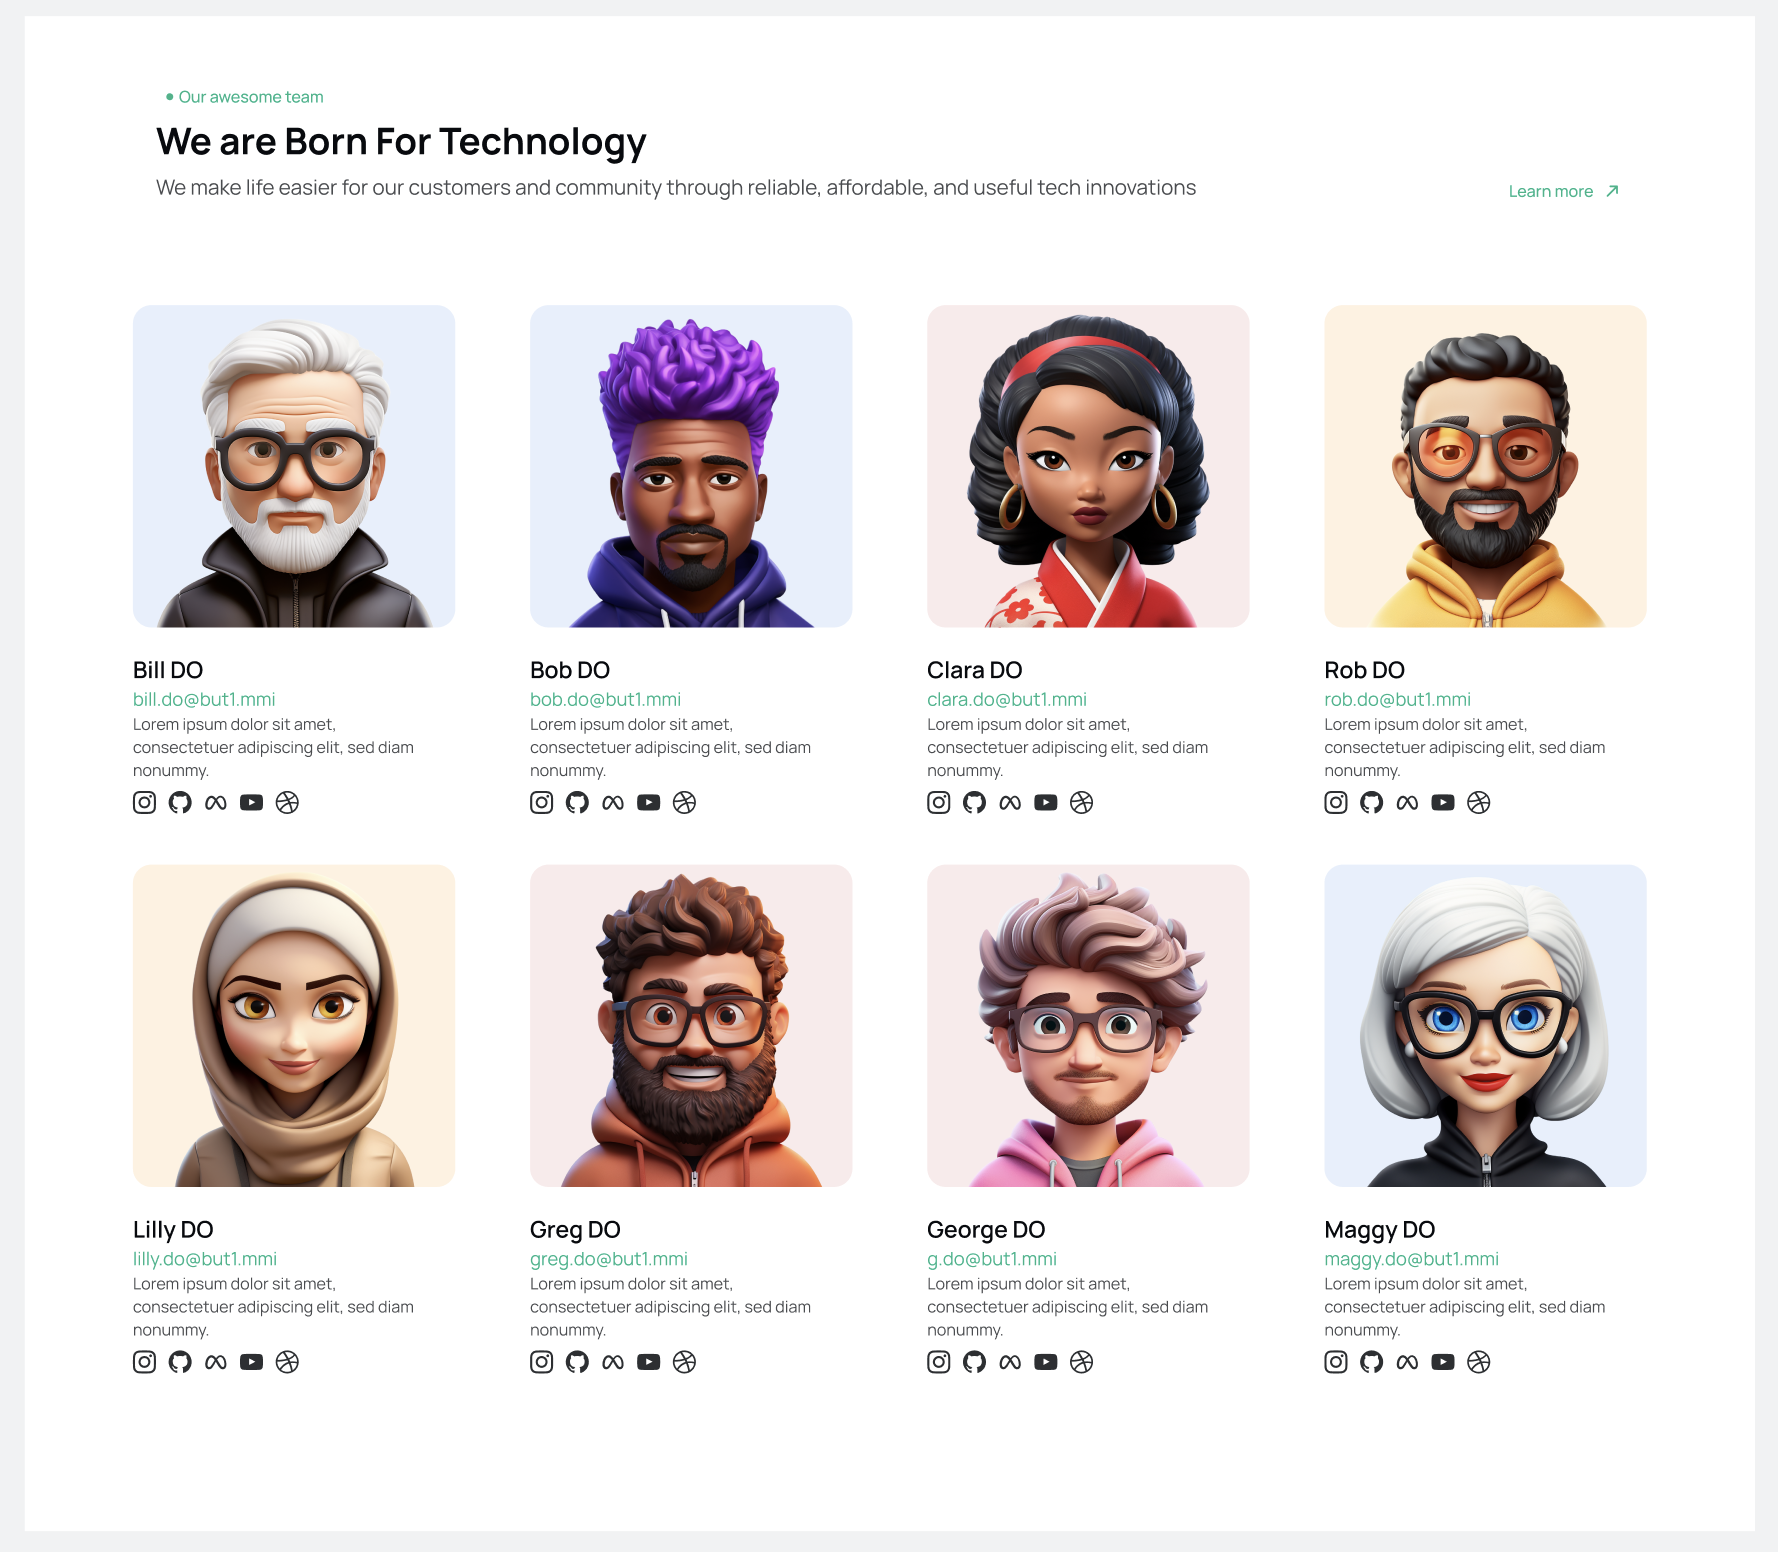 Our awesome team
We are Born For Technology
We make life easier for our customers and community through reliable, affordable, and useful tech innovations
Learn more
Bill DO
bill.do@but1.mmi
Lorem ipsum dolor sit amet,
consectetuer adipiscing elit, sed diam
nonummy.
Bob DO
bob.do@but1.mmi
Lorem ipsum dolor sit amet,
consectetuer adipiscing elit, sed diam
nonummy.
Clara DO
clara.do@but1.mmi
Lorem ipsum dolor sit amet,
consectetuer adipiscing elit, sed diam
nonummy.
Rob DO
rob.do@but1.mmi
Lorem ipsum dolor sit amet,
consectetuer adipiscing elit, sed diam
nonummy.
Lilly DO
lilly.do@but1.mmi
Lorem ipsum dolor sit amet,
consectetuer adipiscing elit, sed diam
nonummy.
Greg DO
greg.do@but1.mmi
Lorem ipsum dolor sit amet,
consectetuer adipiscing elit, sed diam
nonummy.
George DO
g.do@but1.mmi
Lorem ipsum dolor sit amet,
consectetuer adipiscing elit, sed diam
nonummy.
Maggy DO
maggy.do@but1.mmi
Lorem ipsum dolor sit amet,
consectetuer adipiscing elit, sed diam
nonummy.